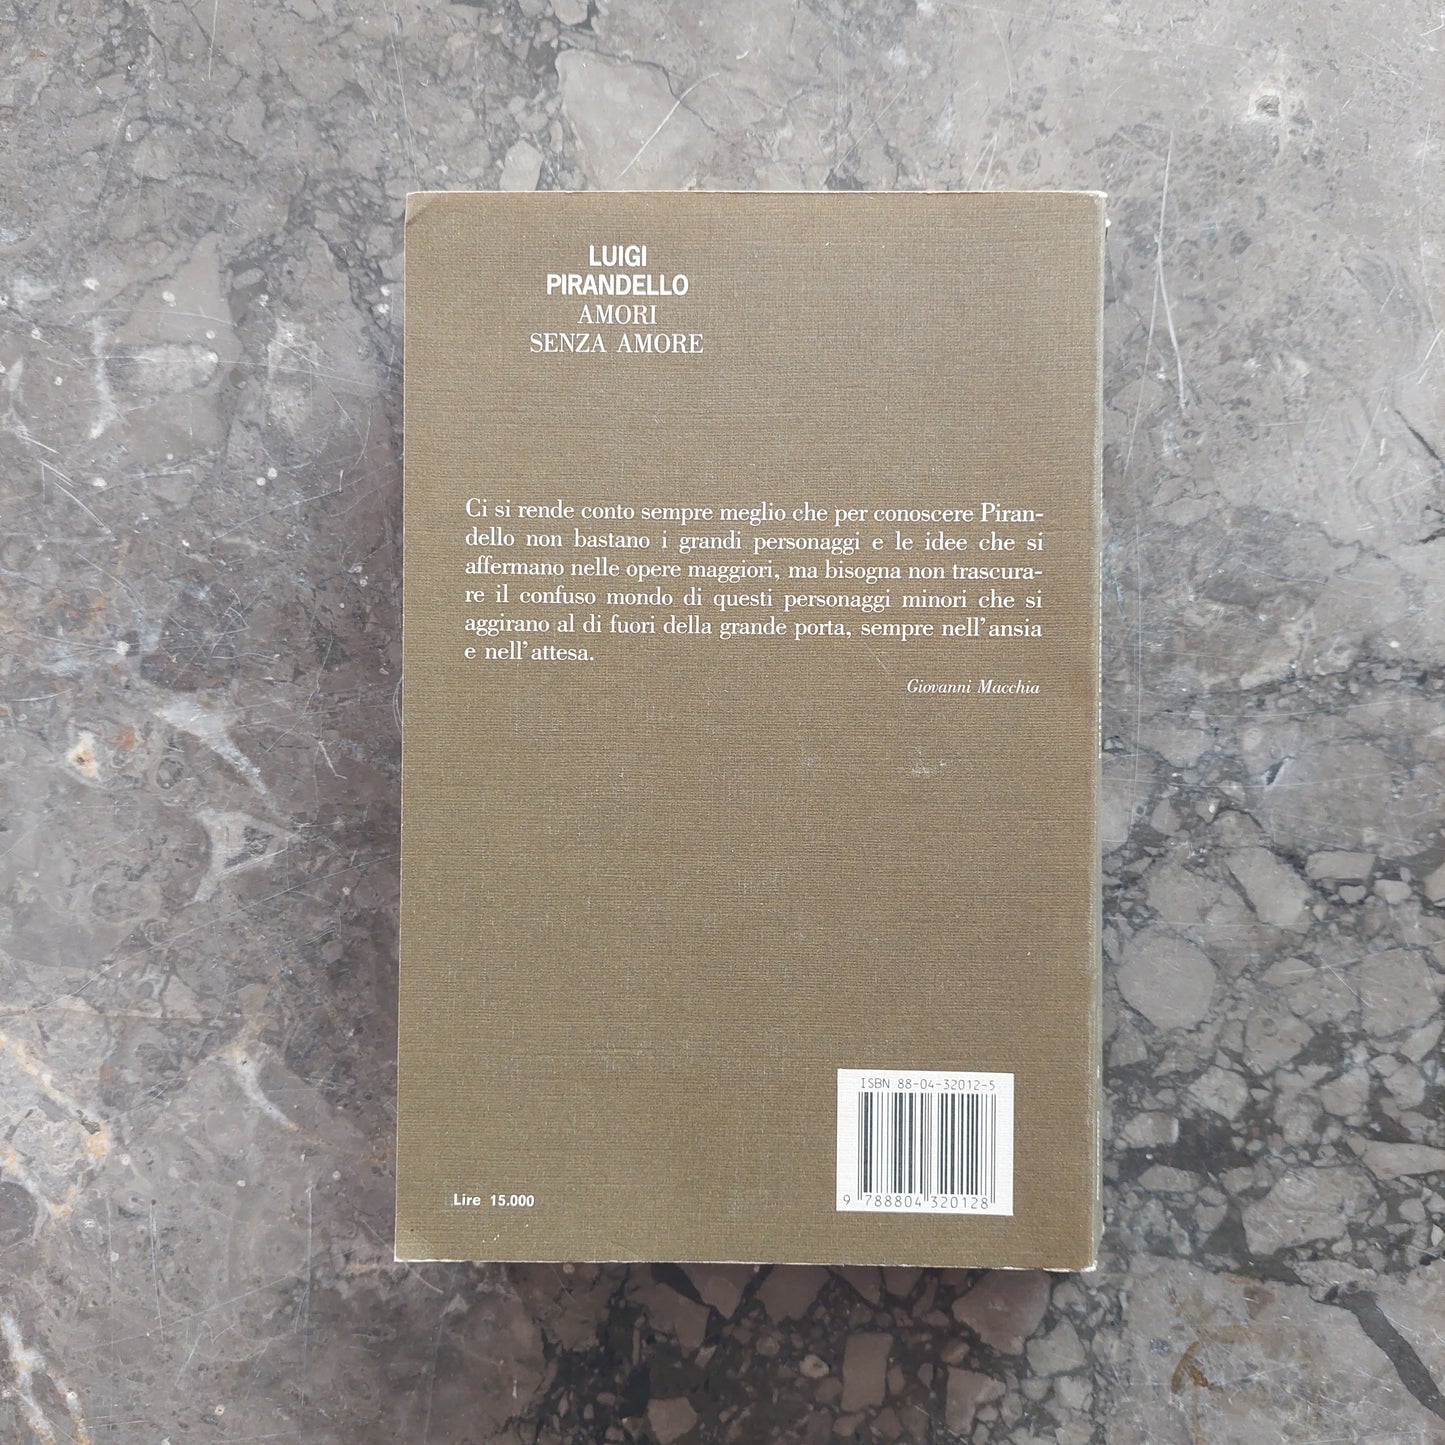 LUIGI
PIRANDELLO
AMORI
SENZA AMORE
Ci si rende conto sempre meglio che per conoscere Piran-
dello non bastano i grandi personaggi e le idee che si
affermano nelle opere maggiori, ma bisogna non trascura-
re il confuso mondo di questi personaggi minori che si
aggirano al di fuori della grande porta, sempre nell'ansia
e nell'attesa.
Giovanni Macchia
ISBN 88-04-32012-5
9 788804 320128
Lire 15.000